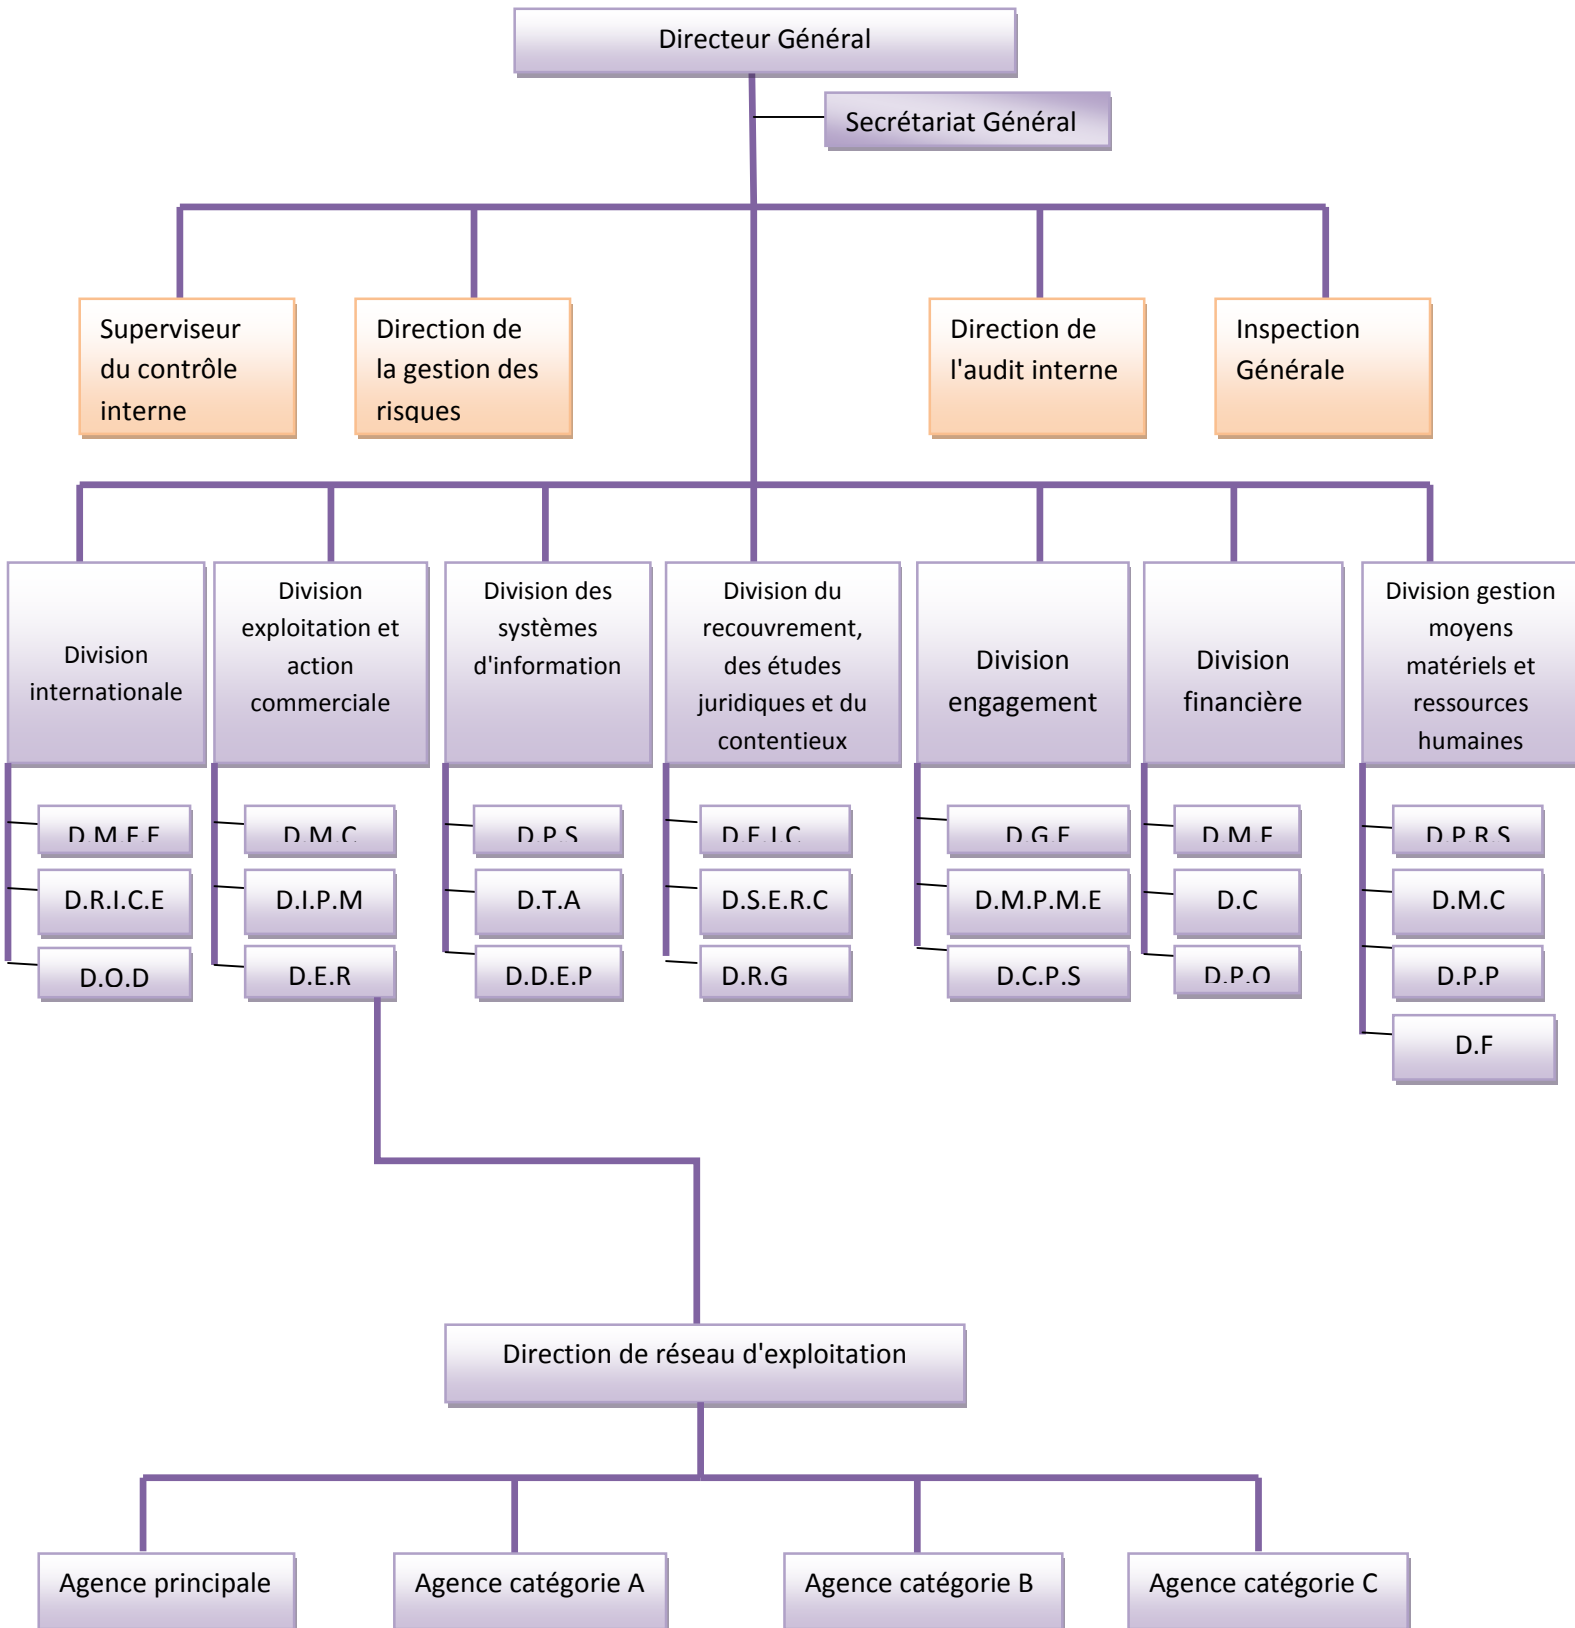 Directeur Général
Secrétariat Général
Superviseur
du contrôle
interne
Direction de
la gestion des
risques
Direction de
l'audit interne
Inspection
Générale
Division
internationale
Division
exploitation et
action
commerciale
Division des
systèmes
d'information
Division du
recouvrement,
des études
juridiques et du
contentieux
Division
engagement
Division
financière
Division gestion
moyens
matériels et
ressources
humaines
D.M.C
D.P.S
D.P.R.S
D.R.I.C.E
D.I.P.M
D.T.A
D.S.E.R.C
D.M.P.M.E
D.C
D.M.C
D.O.D
D.E.R
D.D.E.P
D.R.G
D.C.P.S
D.P.P
D.F
Direction de réseau d'exploitation
Agence principale
Agence catégorie A
Agence catégorie B
Agence catégorie C